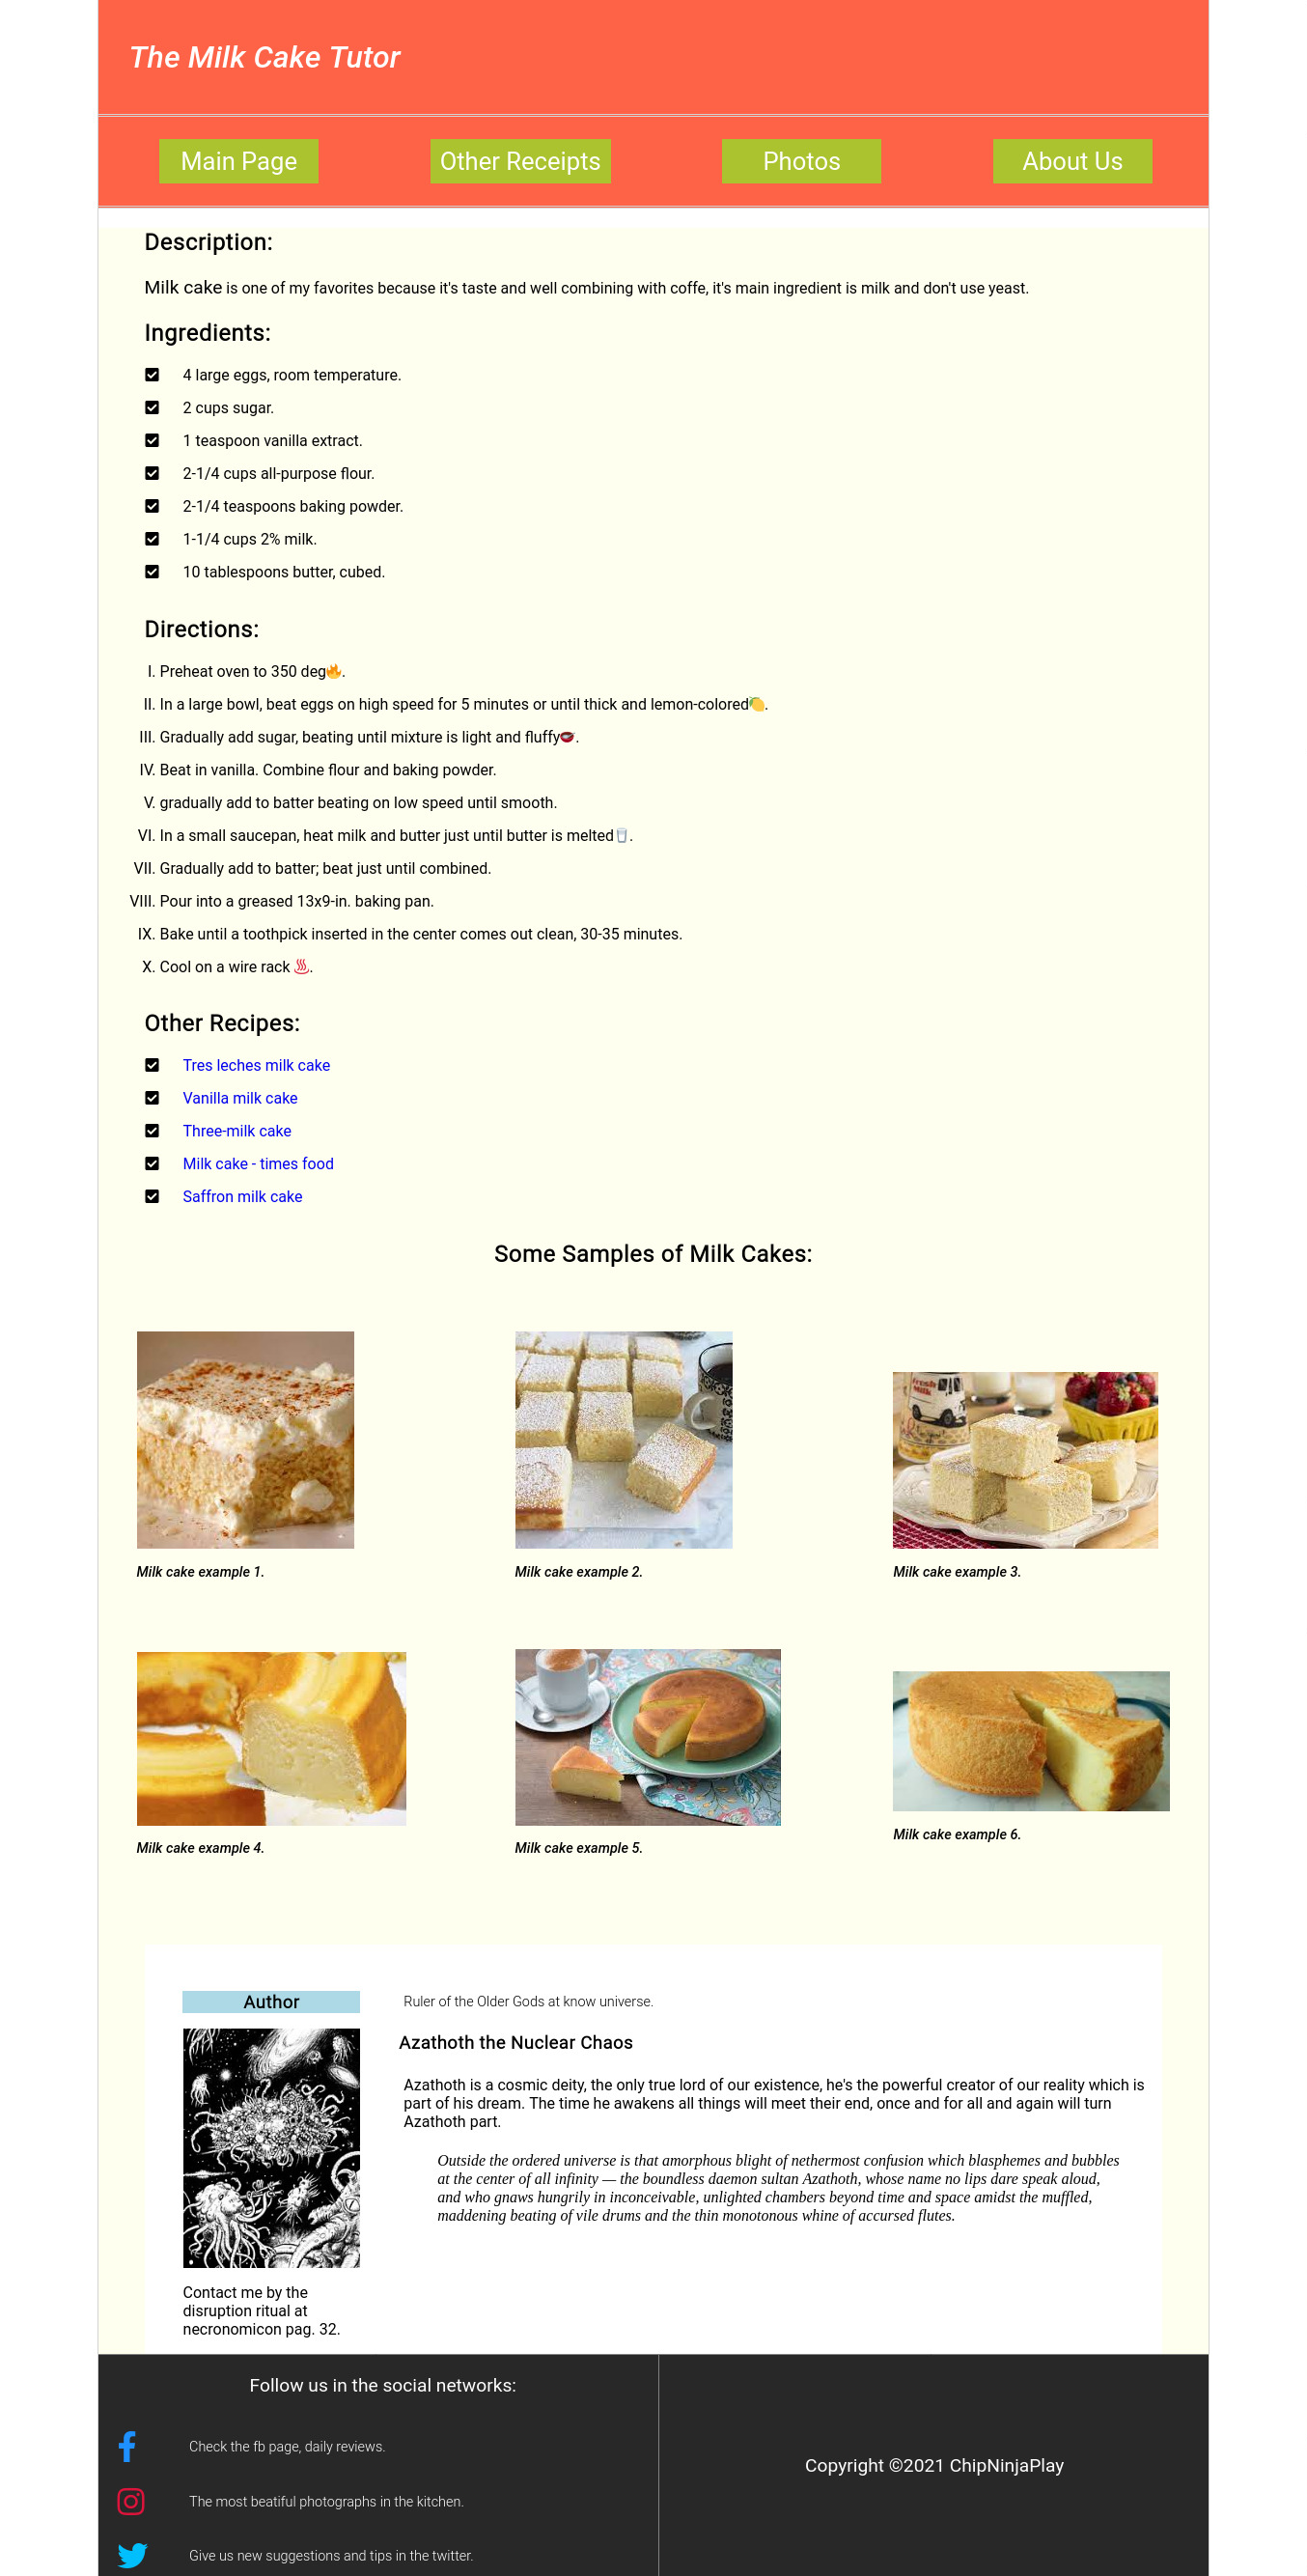 The Milk Cake Tutor
Main Page
Other Receipts
Photos
About Us
Description:
Milk cake is one of my favorites because it's taste and well combining with coffe, it's main ingredient is milk and don't use yeast.
Ingredients:
4 large eggs, room temperature.
2 cups sugar.
1 teaspoon vanilla extract.
2-1/4 cups all-purpose flour.
2-1/4 teaspoons baking powder.
1-1/4 cups 2% milk.
10 tablespoons butter, cubed.
Directions:
I. Preheat oven to 350 deg🔥.
II. In a large bowl, beat eggs on high speed for 5 minutes or until thick and lemon-colored🍋.
III. Gradually add sugar, beating until mixture is light and fluffy.
IV. Beat in vanilla. Combine flour and baking powder.
V. gradually add to batter beating on low speed until smooth.
VI. In a small saucepan, heat milk and butter just until butter is melted🥛.
VII. Gradually add to batter; beat just until combined.
VIII. Pour into a greased 13x9-in. baking pan.
IX. Bake until a toothpick inserted in the center comes out clean, 30-35 minutes.
X. Cool on a wire rack ♨.
Other Recipes:
Tres leches milk cake
Vanilla milk cake
Three-milk cake
Milk cake - times food
Saffron milk cake
Some Samples of Milk Cakes:
fresh
Milk
Milk cake example 1.
Milk cake example 2.
Milk cake example 3.
Milk cake example 4.
Milk cake example 5.
Milk cake example 6.
Author
Ruler of the Older Gods at know universe.
Azathoth the Nuclear Chaos
Azathoth is a cosmic deity, the only true lord of our existence, he's the powerful creator of our reality which is
part of his dream. The time he awakens all things will meet their end, once and for all and again will turn
Azathoth part.
Outside the ordered universe is that amorphous blight of nethermost confusion which blasphemes and bubbles
at the center of all infinity — the boundless daemon sultan Azathoth, whose name no lips dare speak aloud,
and who gnaws hungrily in inconceivable, unlighted chambers beyond time and space amidst the muffled,
maddening beating of vile drums and the thin monotonous whine of accursed flutes.
Contact me by the
disruption ritual at
necronomicon pag. 32.
Follow us in the social networks:
Check the fb page, daily reviews.
The most beatiful photographs in the kitchen.
Give us new suggestions and tips in the twitter.
Copyright ©2021 ChipNinjaPlay